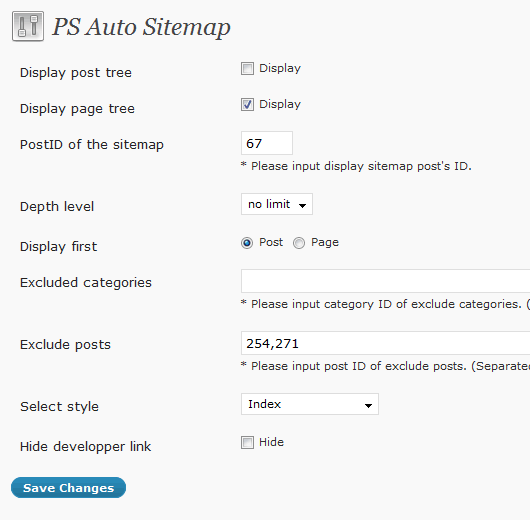 PS Auto Sitemap
Display post tree Display
Display page tree Display
PostID of the sitemap 67
* Please input display sitemap post's ID.
Depth level no limit
Display first Post Page
Excluded categories
* Please input category ID of exclude categories. (
Exclude posts 254,271
* Please input post ID of exclude posts. (Separated
Select style Index
Hide developper link Hide
Save Changes